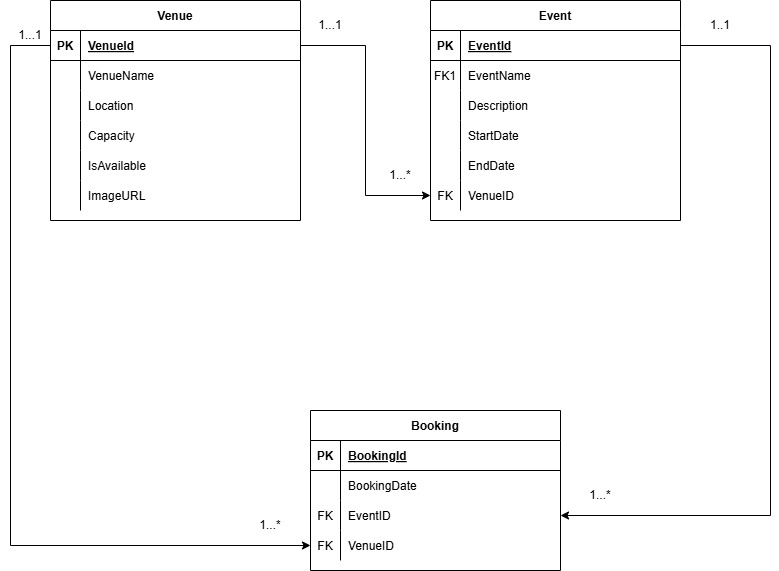 Venue
PK VenueId
VenueName
Location
Capacity
IsAvailable
ImageURL
1...1
1...1
Event
PK EventId
FK1 EventName
Description
StartDate
EndDate
FK VenueID
1..1
1...*
Booking
PK BookingId
BookingDate
FK EventID
FK VenueID
1...*
1...*